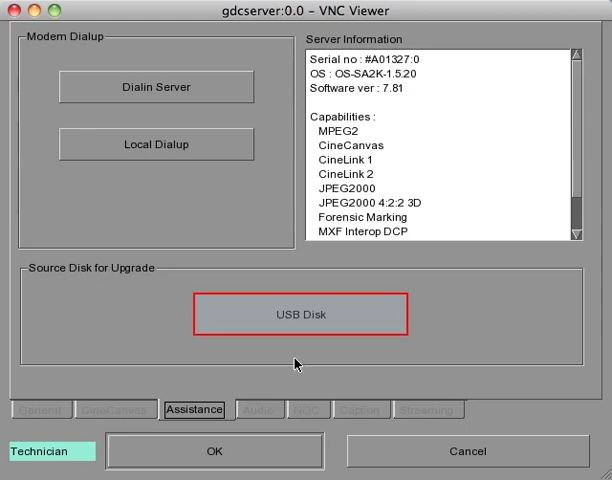 gdcserver:0.0 – VNC Viewer
Modem Dialup
Dialin Server
Local Dialup
Server Information
Serial no : #A01327:0
OS : OS-SA2K-1.5.20
Software ver : 7.81
Capabilities :
MPEG2
CineCanvas
CineLink 1
CineLink 2
JPEG2000
JPEG2000 4:2:2 3D
Forensic Marking
MXF Interop DCP
Source Disk for Upgrade
USB Disk
General
CineCanvas
Assistance
Audio
NOC
Caption
Streaming
Technician
OK
Cancel